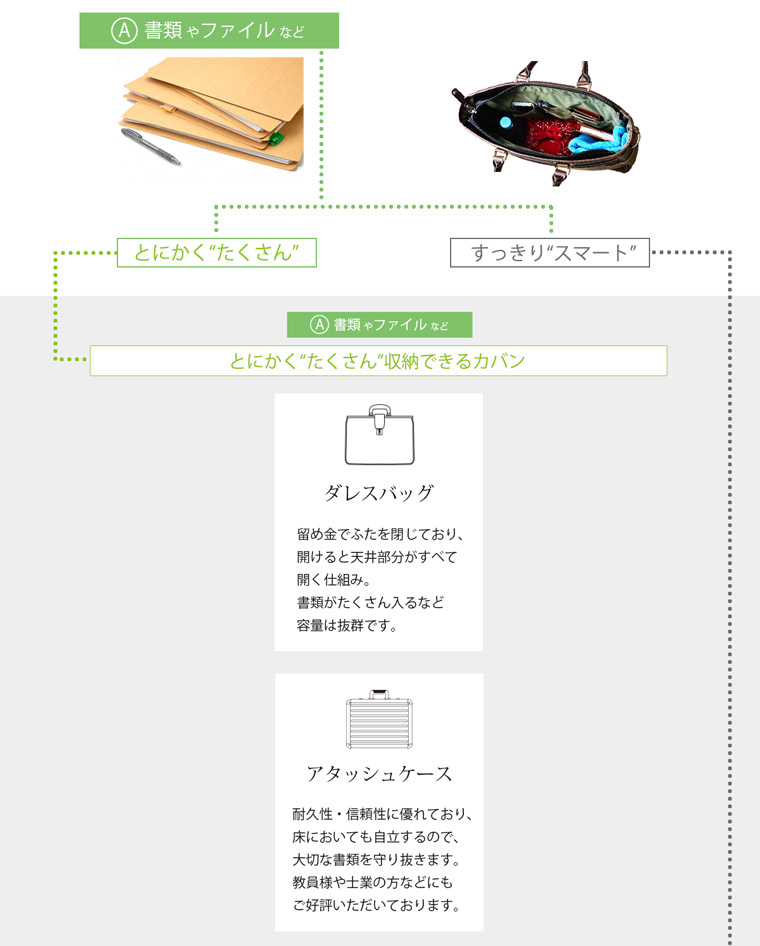 Ⓐ 書類やファイルなど
とにかく“たくさん”
すっきり“スマート”
Ⓐ 書類やファイルなど
とにかく“たくさん”収納できるカバン
ダレスバッグ
留め金でふたを閉じており、
開けると天井部分がすべて
開く仕組み。
書類がたくさん入るなど
容量は抜群です。
アタッシュケース
耐久性・信頼性に優れており、
床においても自立するので、
大切な書類を守り抜きます。
教員様や士業の方などにも
ご好評いただいております。